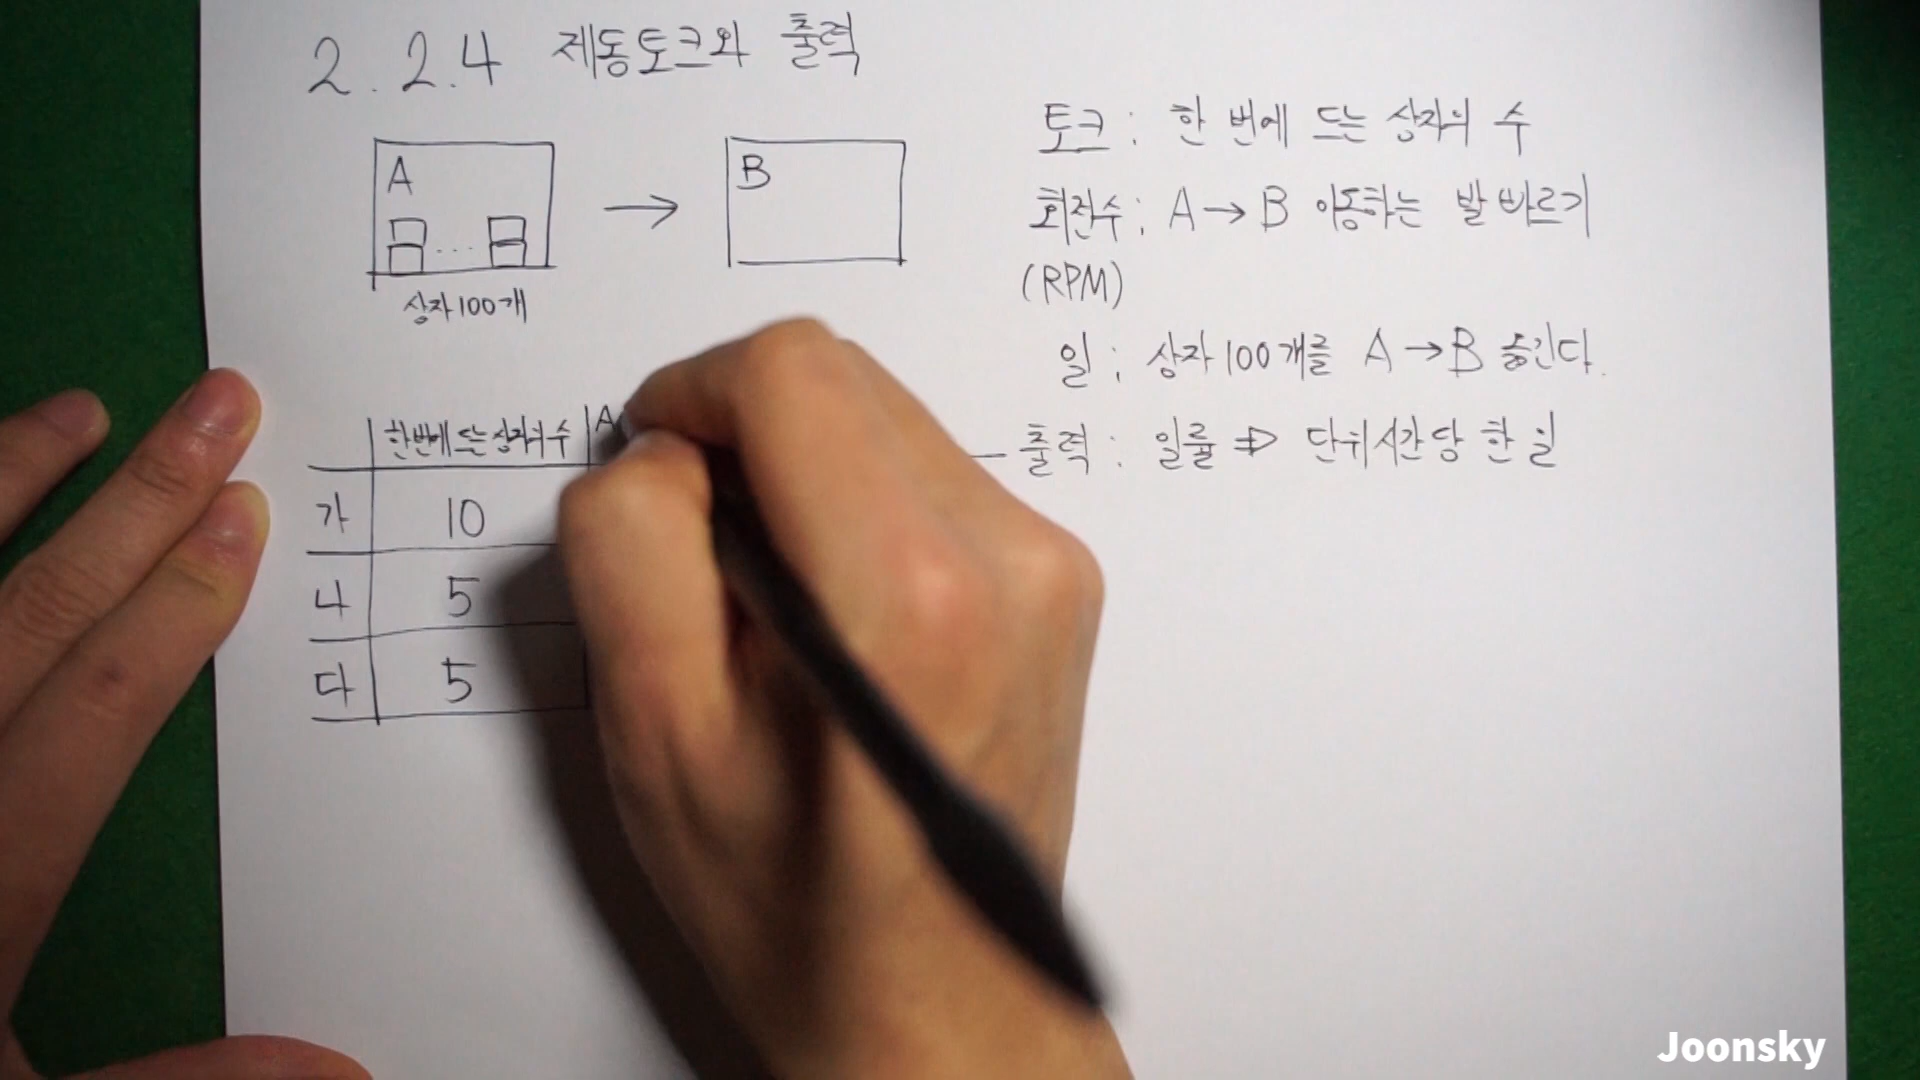 2.2.4 제동토크와 출력
A
B
상자 100개
토크 : 한 번에 드는 상자의 수
회전수 : A → B 이동하는 발 빠르기
(RPM)
일 : 상자 100개를 A → B 옮긴다.
출력 : 일률 ⇒ 단위시간당 한 일
한번에 드는 상자의 수 A
가 10
나 5
다 5
Joonsky